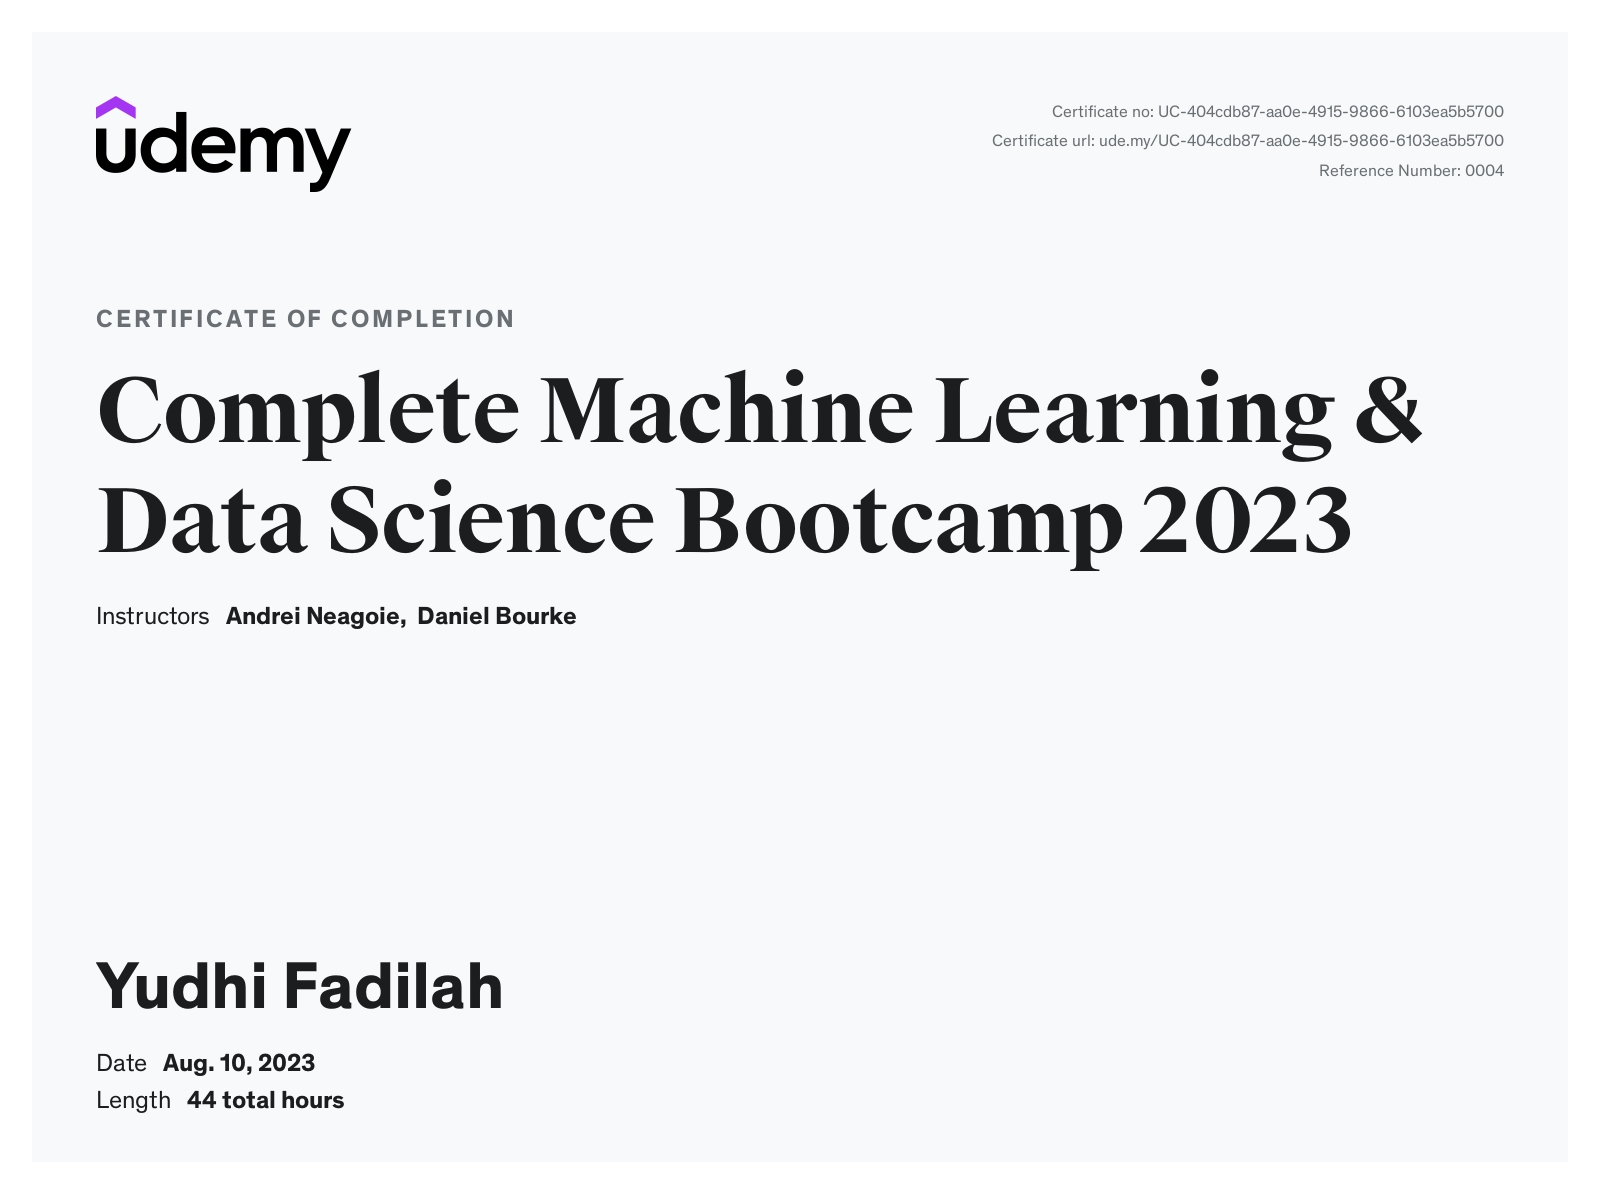 udemy
Certificate no: UC-404cdb87-aa0e-4915-9866-6103ea5b5700
Certificate url: ude.my/UC-404cdb87-aa0e-4915-9866-6103ea5b5700
Reference Number: 0004
CERTIFICATE OF COMPLETION
Complete Machine Learning &
Data Science Bootcamp 2023
Instructors Andrei Neagoie, Daniel Bourke
Yudhi Fadilah
Date Aug. 10, 2023
Length 44 total hours